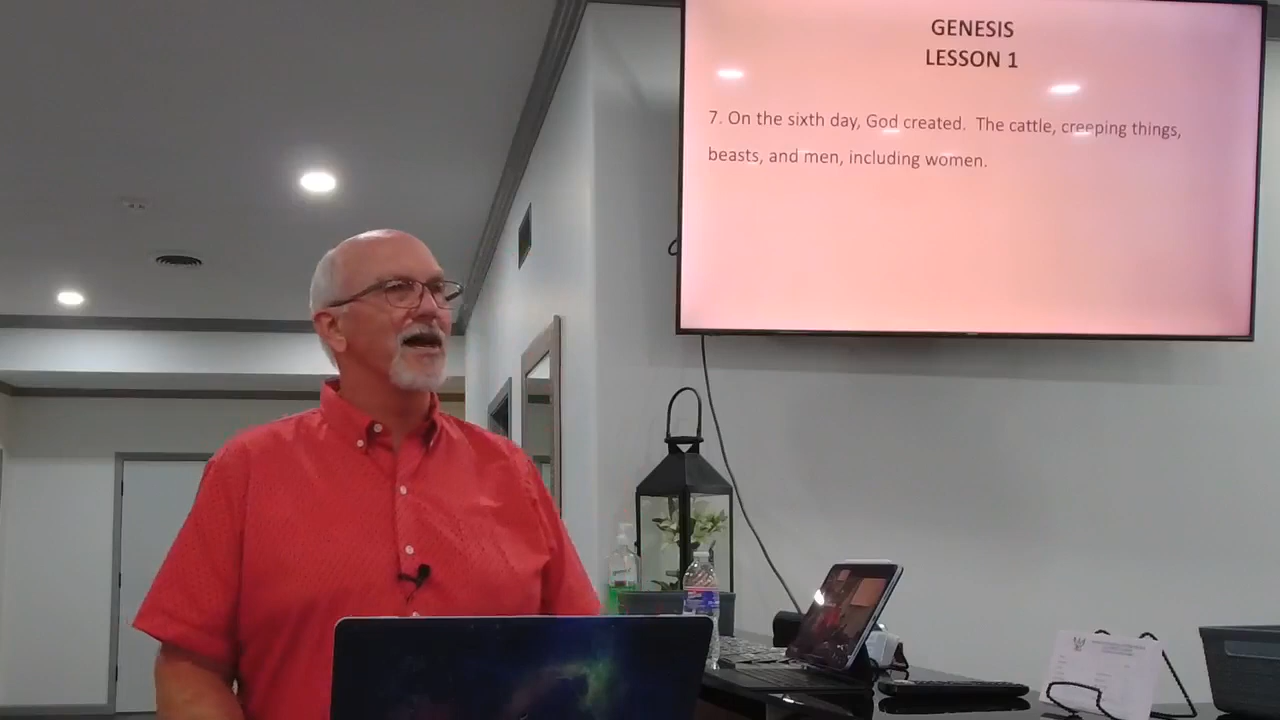 GENESIS
LESSON 1
7. On the sixth day, God created.  The cattle, creeping things,
beasts, and men, including women.